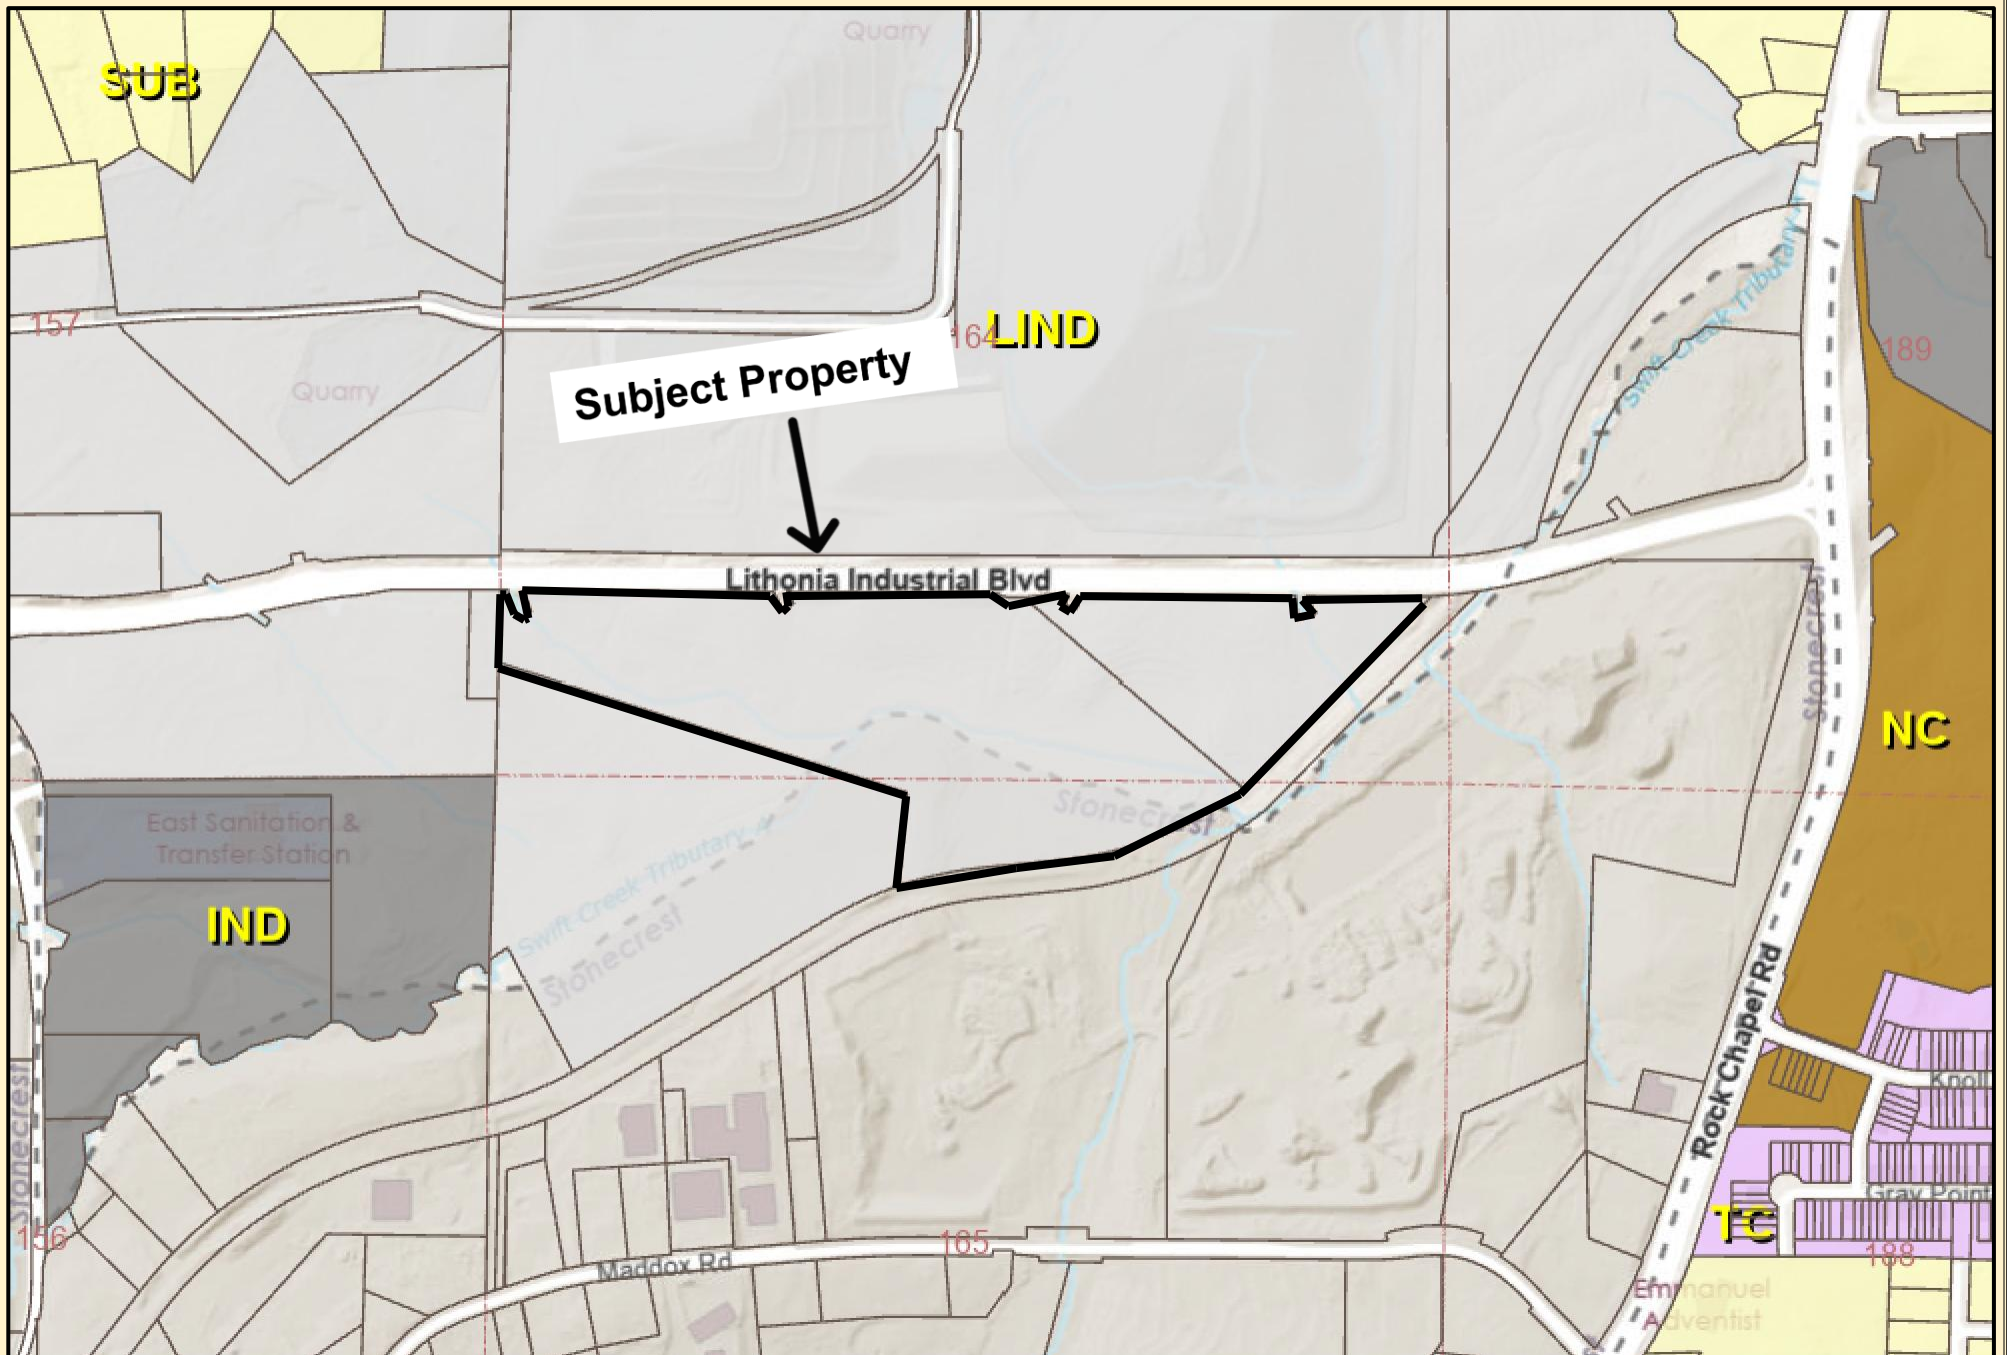 Quarry
SUB
157
164
LIND
Swift Creek Tributary A
189
Subject Property
Quarry
Lithonia Industrial Blvd
Stonecrest
NC
Stonecrest
East Sanitation &
Transfer Station
Swift Creek Tributary A
IND
Stonecrest
Rock Chapel Rd
Stonecrest
Knoll
Gray Point
TC
156
165
188
Maddox Rd
Emmanuel
Adventist